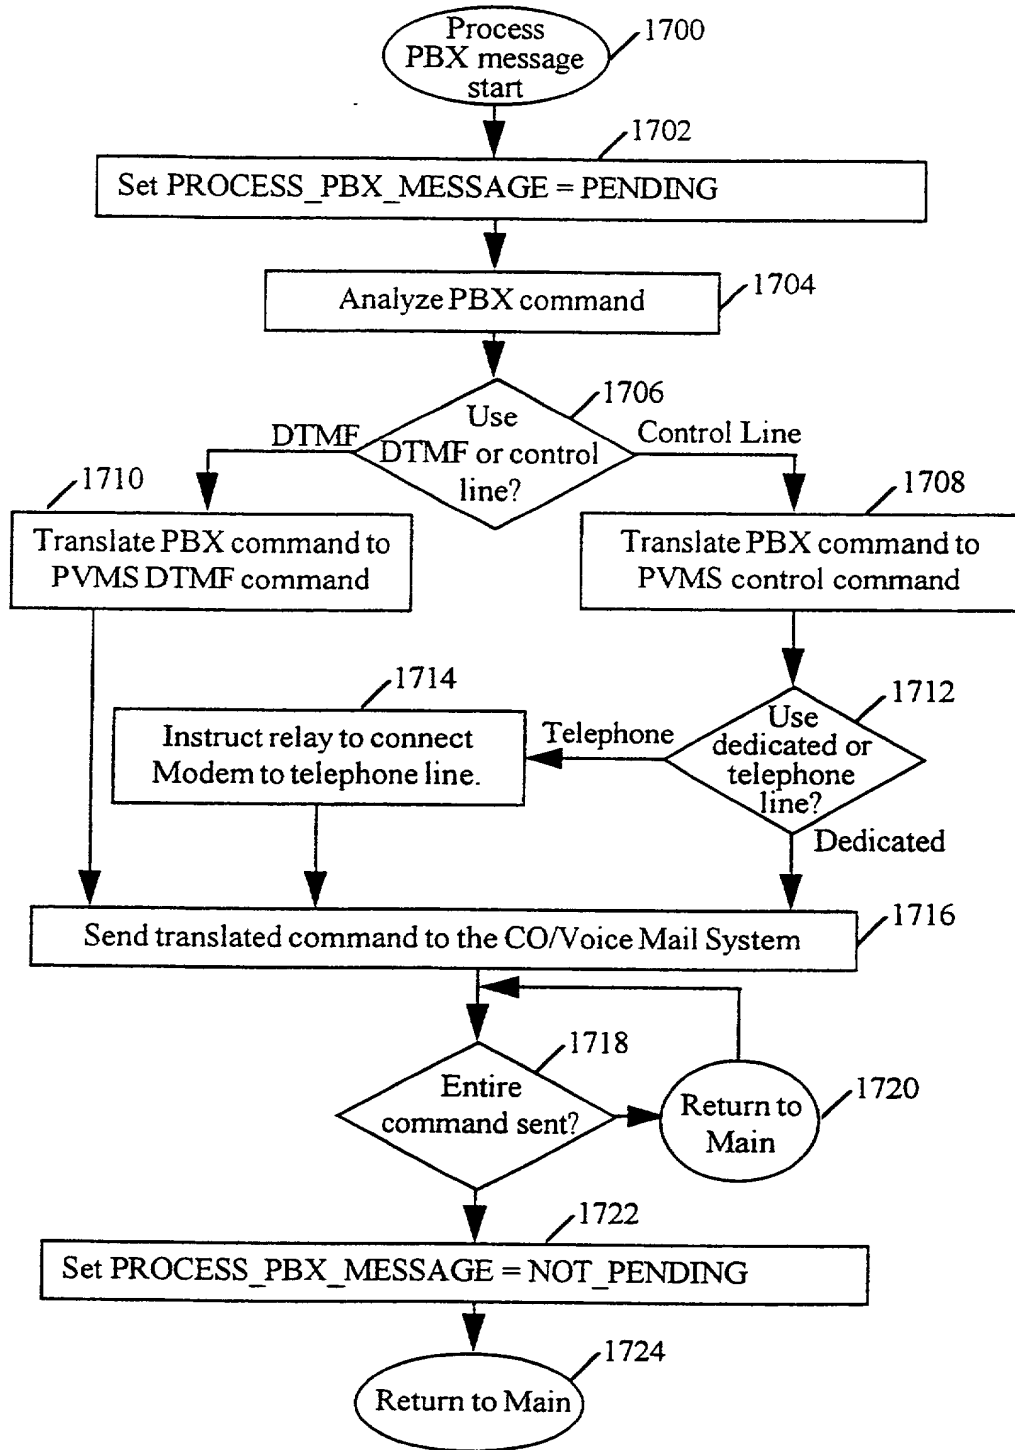 Process
PBX message
start
1700
1702
Set PROCESS_PBX_MESSAGE = PENDING
Analyze PBX command
1704
1706
Use
DTMF or control
line?
DTMF
Control Line
1710
Translate PBX command to
PVMS DTMF command
1708
Translate PBX command to
PVMS control command
1714
Instruct relay to connect
Modem to telephone line.
Telephone
1712
Use
dedicated or
telephone
line?
Dedicated
1716
Send translated command to the CO/Voice Mail System
1718
Entire
command sent?
Return to
Main
1720
1722
Set PROCESS_PBX_MESSAGE = NOT_PENDING
1724
Return to Main